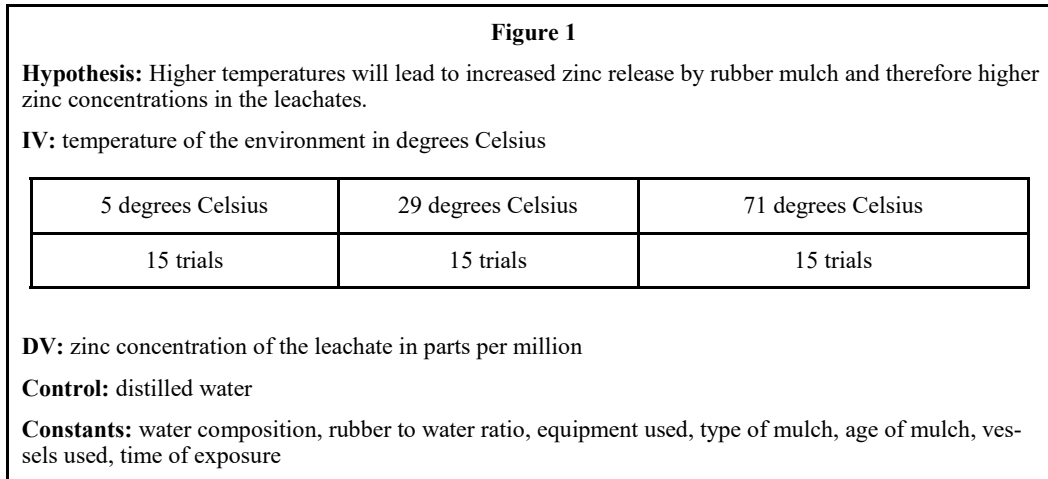 Figure 1
Hypothesis: Higher temperatures will lead to increased zinc release by rubber mulch and therefore higher
zinc concentrations in the leachates.
IV: temperature of the environment in degrees Celsius
5 degrees Celsius 29 degrees Celsius 71 degrees Celsius
15 trials 15 trials 15 trials
DV: zinc concentration of the leachate in parts per million
Control: distilled water
Constants: water composition, rubber to water ratio, equipment used, type of mulch, age of mulch, ves-
sels used, time of exposure